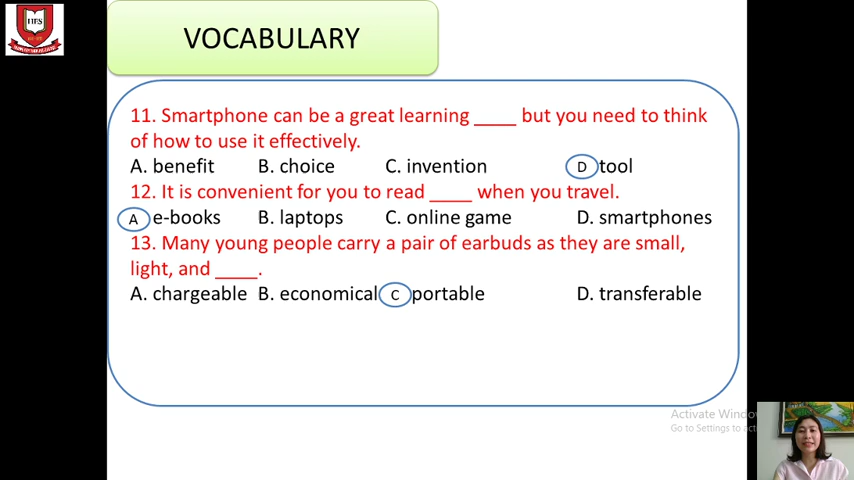 VOCABULARY
11. Smartphone can be a great learning ____ but you need to think
of how to use it effectively.
A. benefit B. choice C. invention D tool
12. It is convenient for you to read ____ when you travel.
A e-books B. laptops C. online game D. smartphones
13. Many young people carry a pair of earbuds as they are small,
light, and ____.
A. chargeable B. economical C portable D. transferable
Activate Windo
Go to Settings to act